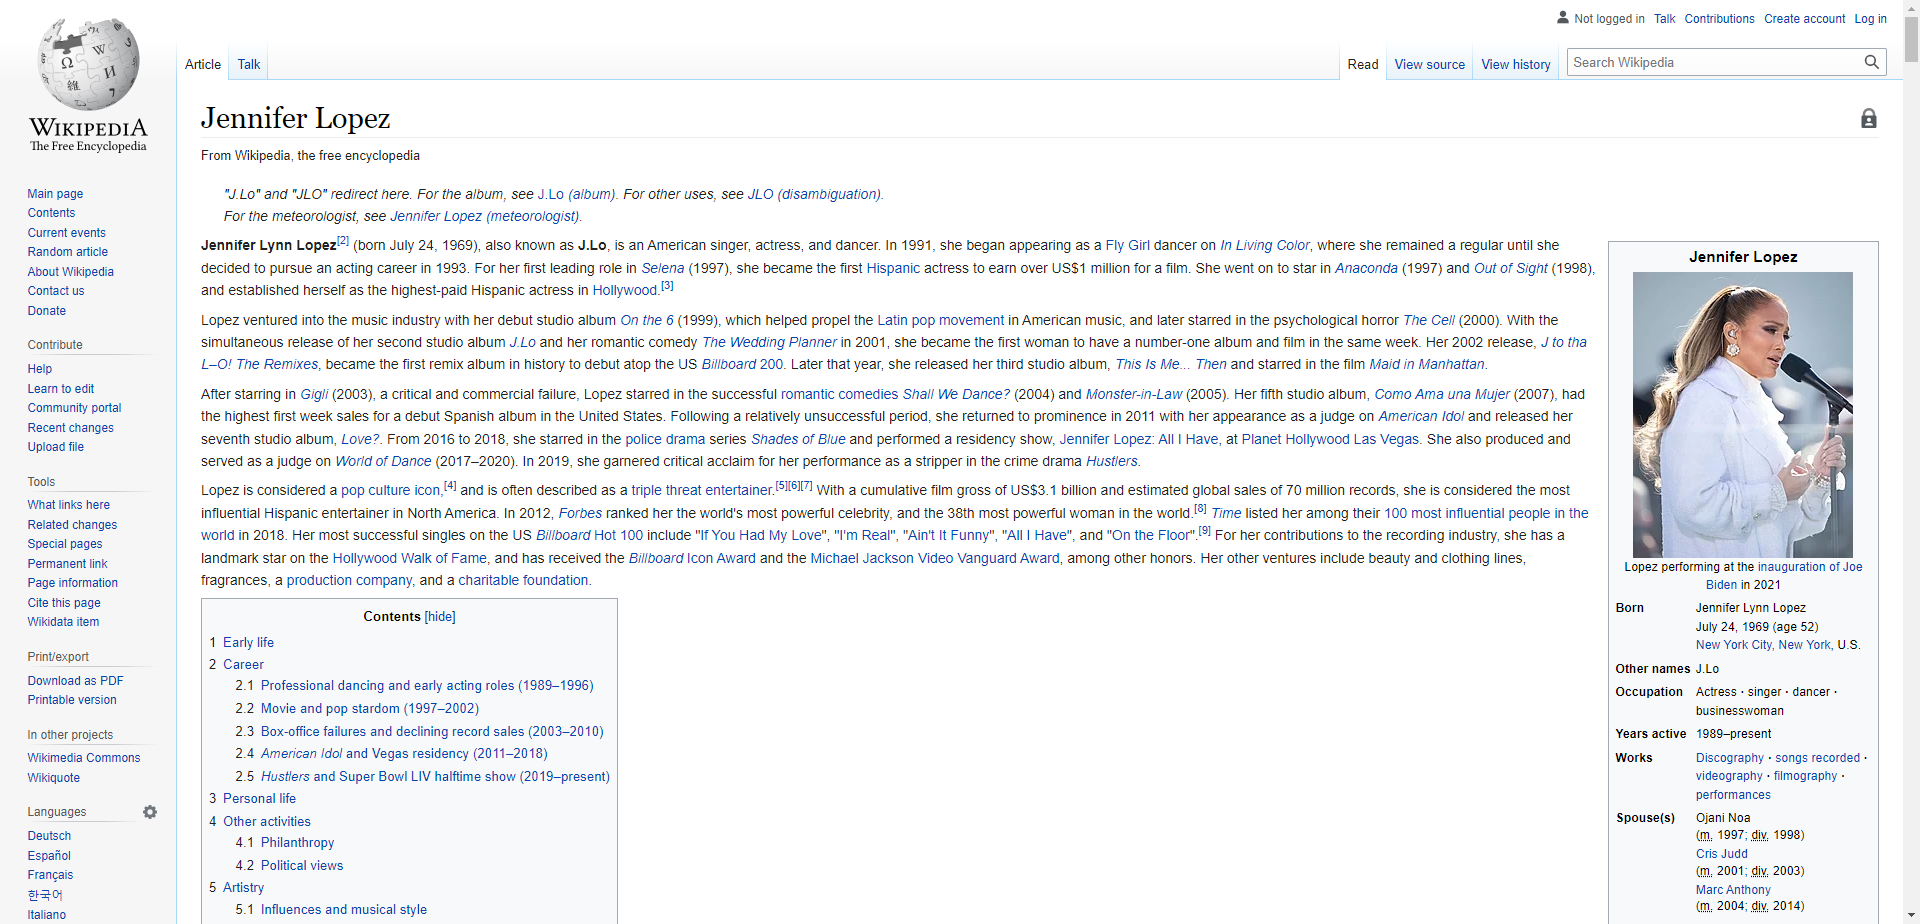 Not logged in Talk Contributions Create account Log in
Article Talk Read View source View history Search Wikipedia
WIKIPEDIA
The Free Encyclopedia
Main page
Contents
Current events
Random article
About Wikipedia
Contact us
Donate
Contribute
Help
Learn to edit
Community portal
Recent changes
Upload file
Tools
What links here
Related changes
Special pages
Permanent link
Page information
Cite this page
Wikidata item
Print/export
Download as PDF
Printable version
In other projects
Wikimedia Commons
Wikiquote
Languages
Deutsch
Español
Français
한국어
Italiano
Jennifer Lopez
From Wikipedia, the free encyclopedia
"J.Lo" and "JLO" redirect here. For the album, see J.Lo (album). For other uses, see JLO (disambiguation).
For the meteorologist, see Jennifer Lopez (meteorologist).
Jennifer Lynn Lopez[2] (born July 24, 1969), also known as J.Lo, is an American singer, actress, and dancer. In 1991, she began appearing as a Fly Girl dancer on In Living Color, where she remained a regular until she
decided to pursue an acting career in 1993. For her first leading role in Selena (1997), she became the first Hispanic actress to earn over US$1 million for a film. She went on to star in Anaconda (1997) and Out of Sight (1998),
and established herself as the highest-paid Hispanic actress in Hollywood.[3]
Lopez ventured into the music industry with her debut studio album On the 6 (1999), which helped propel the Latin pop movement in American music, and later starred in the psychological horror The Cell (2000). With the
simultaneous release of her second studio album J.Lo and her romantic comedy The Wedding Planner in 2001, she became the first woman to have a number-one album and film in the same week. Her 2002 release, J to tha
L–O! The Remixes, became the first remix album in history to debut atop the US Billboard 200. Later that year, she released her third studio album, This Is Me... Then and starred in the film Maid in Manhattan.
After starring in Gigli (2003), a critical and commercial failure, Lopez starred in the successful romantic comedies Shall We Dance? (2004) and Monster-in-Law (2005). Her fifth studio album, Como Ama una Mujer (2007), had
the highest first week sales for a debut Spanish album in the United States. Following a relatively unsuccessful period, she returned to prominence in 2011 with her appearance as a judge on American Idol and released her
seventh studio album, Love?. From 2016 to 2018, she starred in the police drama series Shades of Blue and performed a residency show, Jennifer Lopez: All I Have, at Planet Hollywood Las Vegas. She also produced and
served as a judge on World of Dance (2017–2020). In 2019, she garnered critical acclaim for her performance as a stripper in the crime drama Hustlers.
Lopez is considered a pop culture icon,[4] and is often described as a triple threat entertainer.[5][6][7] With a cumulative film gross of US$3.1 billion and estimated global sales of 70 million records, she is considered the most
influential Hispanic entertainer in North America. In 2012, Forbes ranked her the world's most powerful celebrity, and the 38th most powerful woman in the world.[8] Time listed her among their 100 most influential people in the
world in 2018. Her most successful singles on the US Billboard Hot 100 include "If You Had My Love", "I'm Real", "Ain't It Funny", "All I Have", and "On the Floor".[9] For her contributions to the recording industry, she has a
landmark star on the Hollywood Walk of Fame, and has received the Billboard Icon Award and the Michael Jackson Video Vanguard Award, among other honors. Her other ventures include beauty and clothing lines,
fragrances, a production company, and a charitable foundation.
Contents [hide]
1 Early life
2 Career
2.1 Professional dancing and early acting roles (1989–1996)
2.2 Movie and pop stardom (1997–2002)
2.3 Box-office failures and declining record sales (2003–2010)
2.4 American Idol and Vegas residency (2011–2018)
2.5 Hustlers and Super Bowl LIV halftime show (2019–present)
3 Personal life
4 Other activities
4.1 Philanthropy
4.2 Political views
5 Artistry
5.1 Influences and musical style
Jennifer Lopez
Lopez performing at the inauguration of Joe
Biden in 2021
Born Jennifer Lynn Lopez
July 24, 1969 (age 52)
New York City, New York, U.S.
Other names J.Lo
Occupation Actress · singer · dancer ·
businesswoman
Years active 1989–present
Works Discography · songs recorded ·
videography · filmography ·
performances
Spouse(s) Ojani Noa
(m. 1997; div. 1998)
Cris Judd
(m. 2001; div. 2003)
Marc Anthony
(m. 2004; div. 2014)